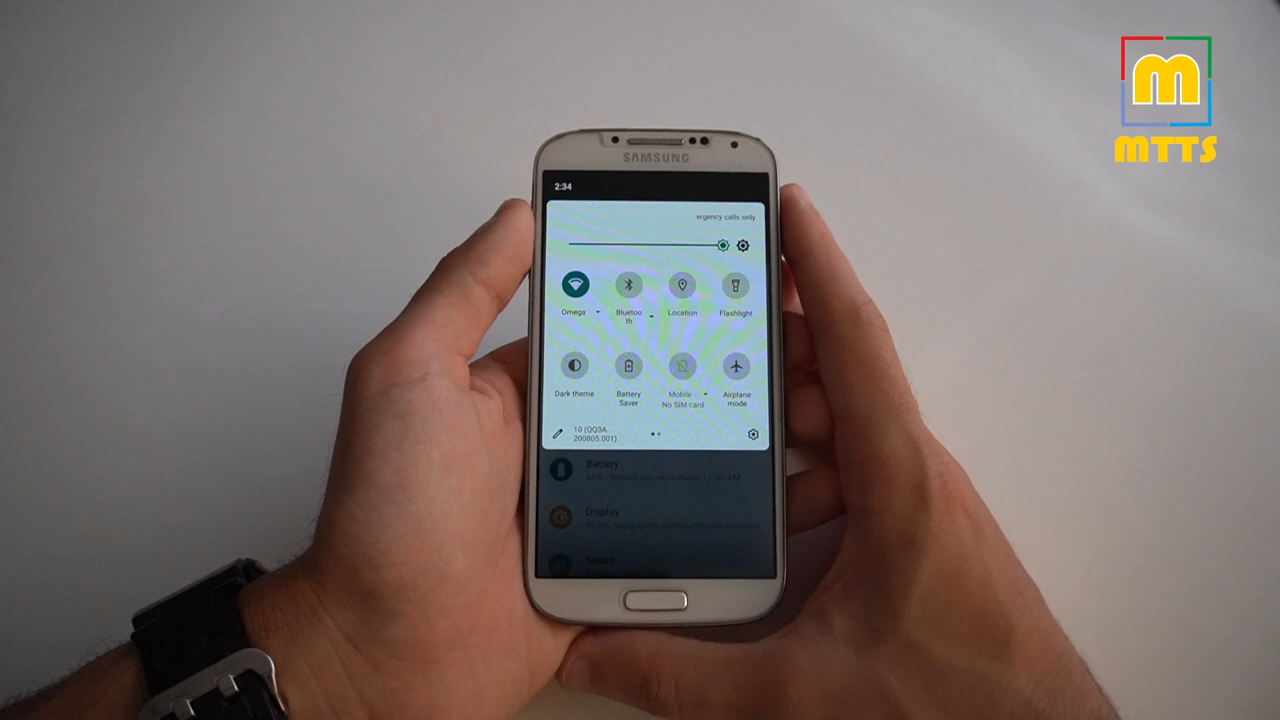 M
MTTS
SAMSUNG
2:34
ergency calls only
Omega
Bluetoo
th
Location
Flashlight
Dark theme
Battery
Saver
Mobile
No SIM card
Airplane
mode
10 (QQ3A.
200805.001)
Battery
Display
Sound